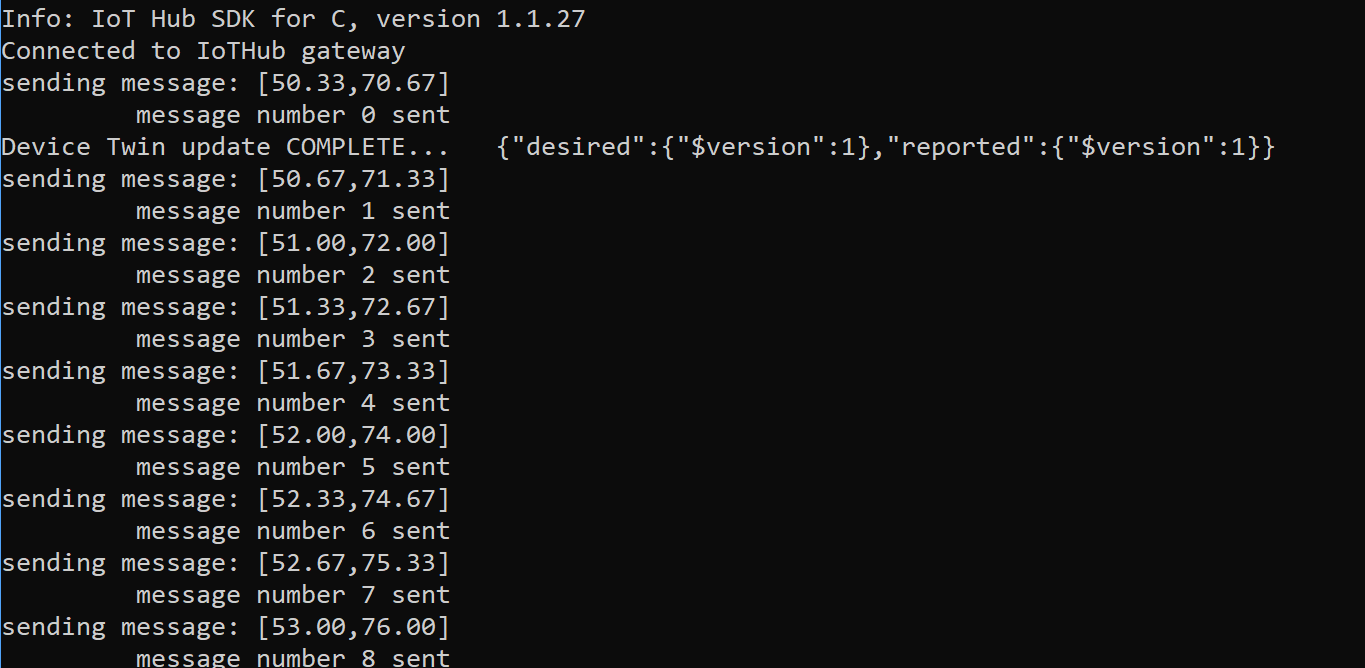 Info: IoT Hub SDK for C, version 1.1.27
Connected to IoTHub gateway
sending message: [50.33,70.67]
message number 0 sent
Device Twin update COMPLETE... {"desired":{"$version":1},"reported":{"$version":1}}
sending message: [50.67,71.33]
message number 1 sent
sending message: [51.00,72.00]
message number 2 sent
sending message: [51.33,72.67]
message number 3 sent
sending message: [51.67,73.33]
message number 4 sent
sending message: [52.00,74.00]
message number 5 sent
sending message: [52.33,74.67]
message number 6 sent
sending message: [52.67,75.33]
message number 7 sent
sending message: [53.00,76.00]
message number 8 sent